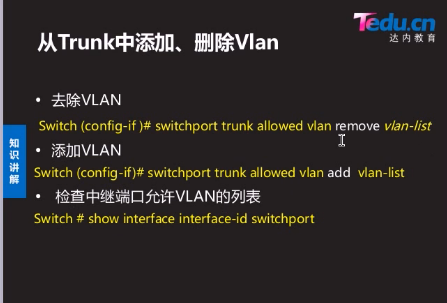 Tedu.cn
达内教育
从Trunk中添加、删除Vlan
• 去除VLAN
Switch (config-if )# switchport trunk allowed vlan remove vlan-list
• 添加VLAN
Switch (config-if)# switchport trunk allowed vlan add vlan-list
• 检查中继端口允许VLAN的列表
Switch # show interface interface-id switchport
知识讲解